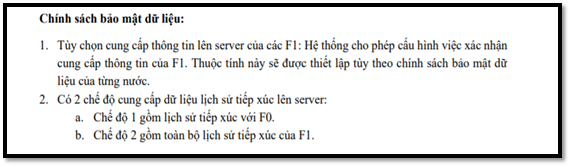 Chính sách bảo mật dữ liệu:
1. Tùy chọn cung cấp thông tin lên server của các F1: Hệ thống cho phép cấu hình việc xác nhận
cung cấp thông tin của F1. Thuộc tính này sẽ được thiết lập tùy theo chính sách bảo mật dữ
liệu của từng nước.
2. Có 2 chế độ cung cấp dữ liệu lịch sử tiếp xúc lên server:
a. Chế độ 1 gồm lịch sử tiếp xúc với F0.
b. Chế độ 2 gồm toàn bộ lịch sử tiếp xúc của F1.